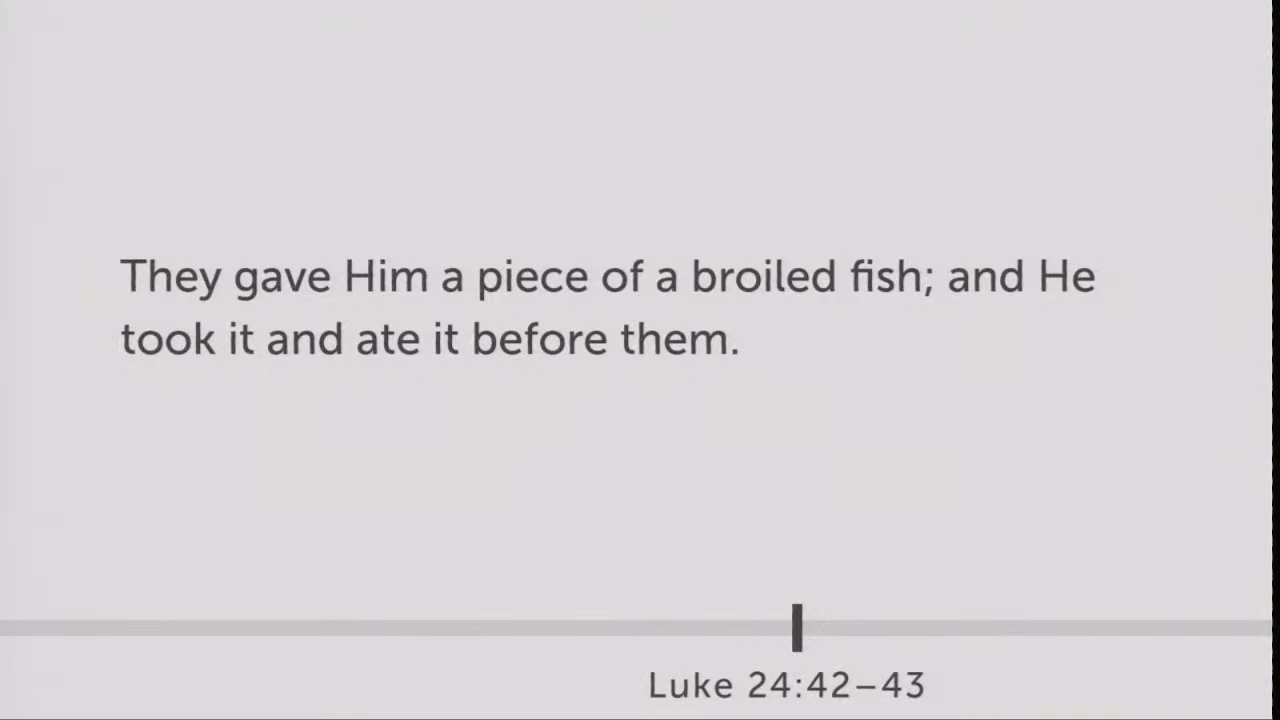 They gave Him a piece of a broiled fish; and He
took it and ate it before them.
Luke 24:42–43